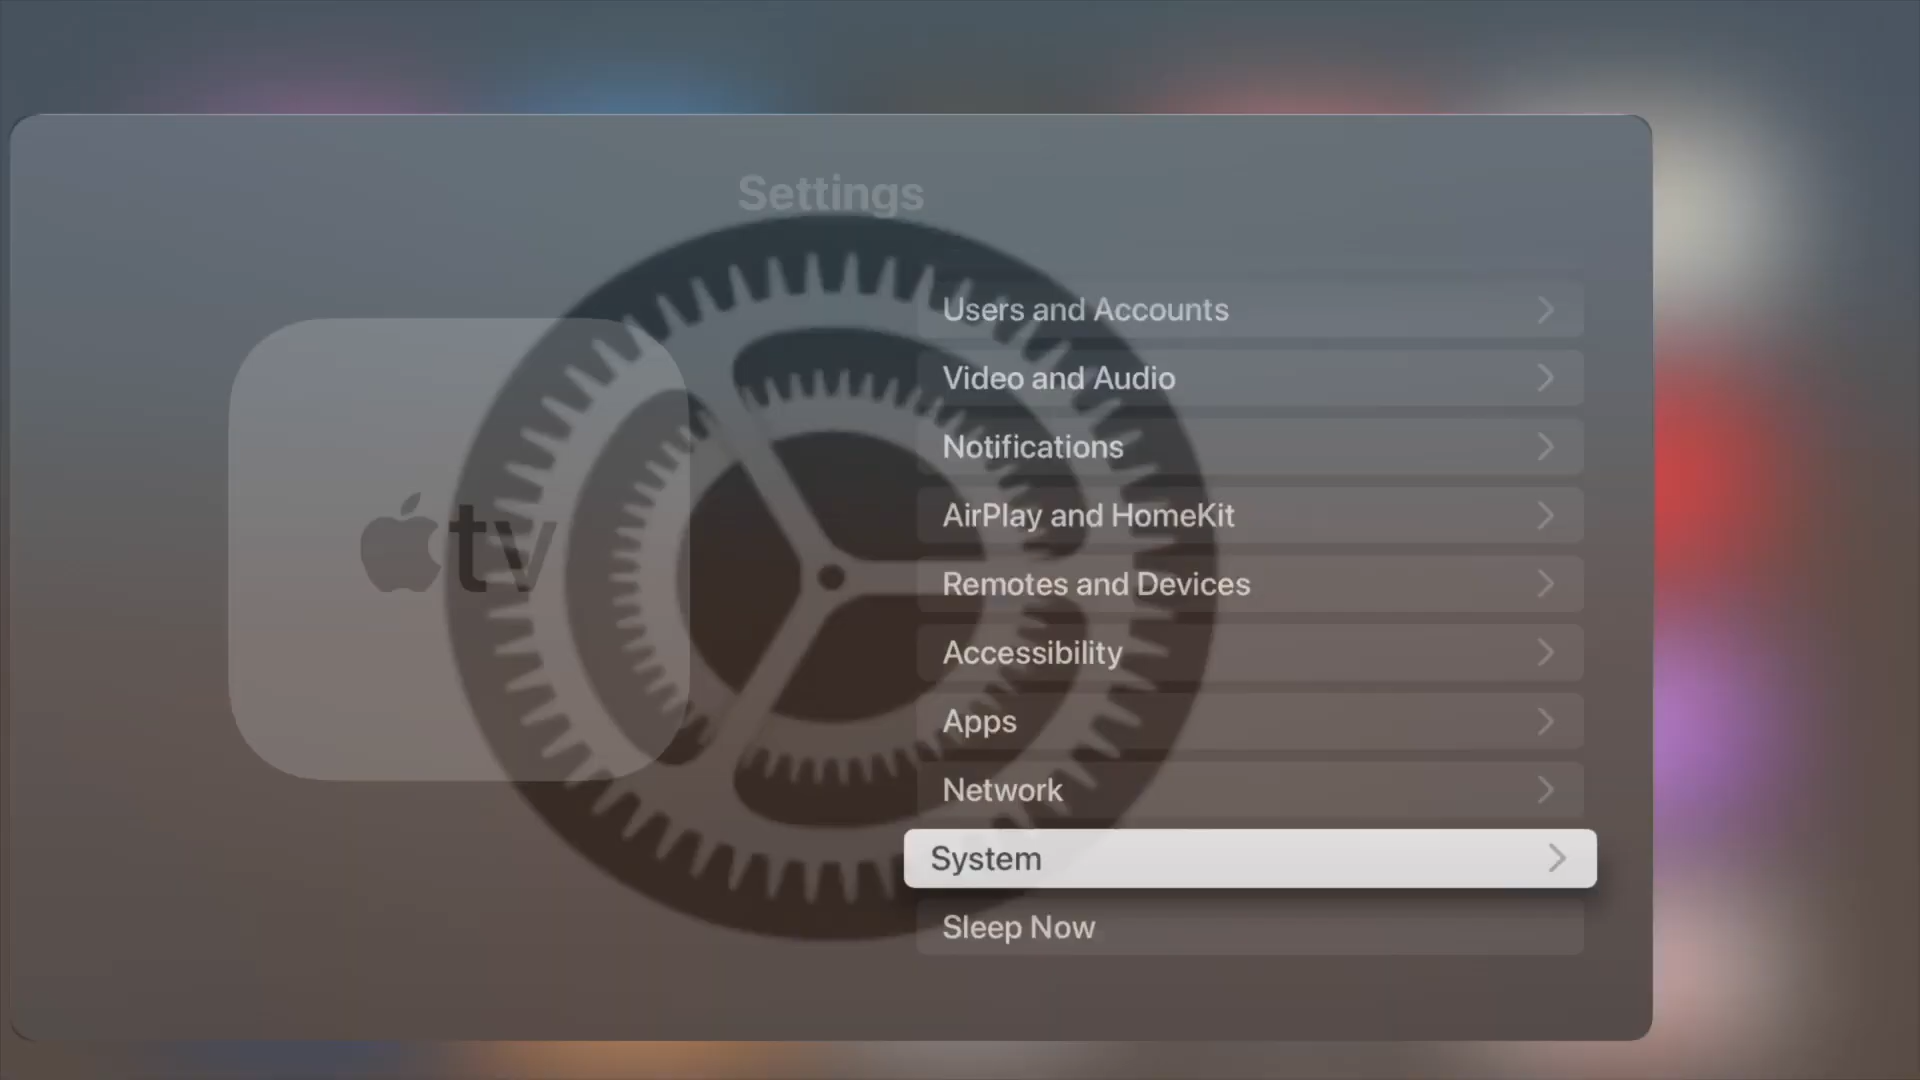 Settings
Users and Accounts
Video and Audio
Notifications
AirPlay and HomeKit
tv
Remotes and Devices
Accessibility
Apps
Network
System
Sleep Now